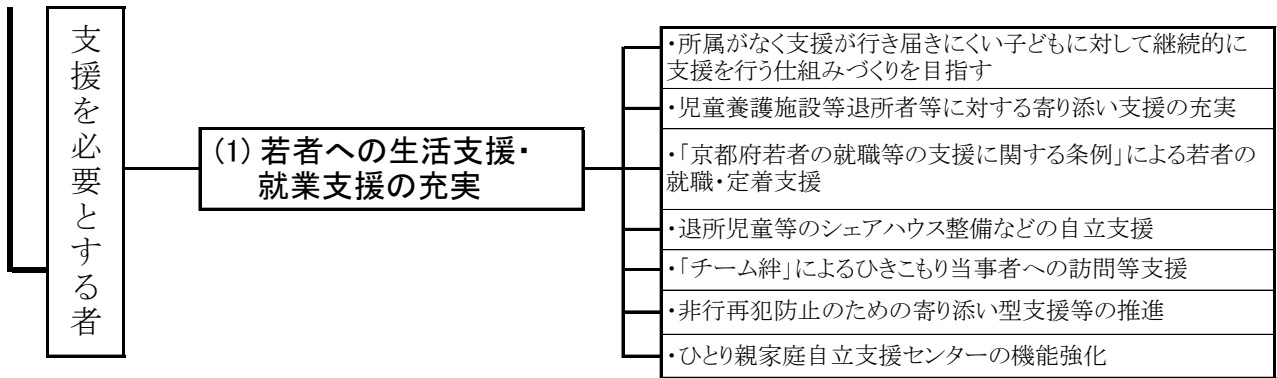 支援を必要とする者
(1) 若者への生活支援・
就業支援の充実
・所属がなく支援が行き届きにくい子どもに対して継続的に
支援を行う仕組みづくりを目指す
・児童養護施設等退所者等に対する寄り添い支援の充実
・「京都府若者の就職等の支援に関する条例」による若者の
就職・定着支援
・退所児童等のシェアハウス整備などの自立支援
・「チーム絆」によるひきこもり当事者への訪問等支援
・非行再犯防止のための寄り添い型支援等の推進
・ひとり親家庭自立支援センターの機能強化